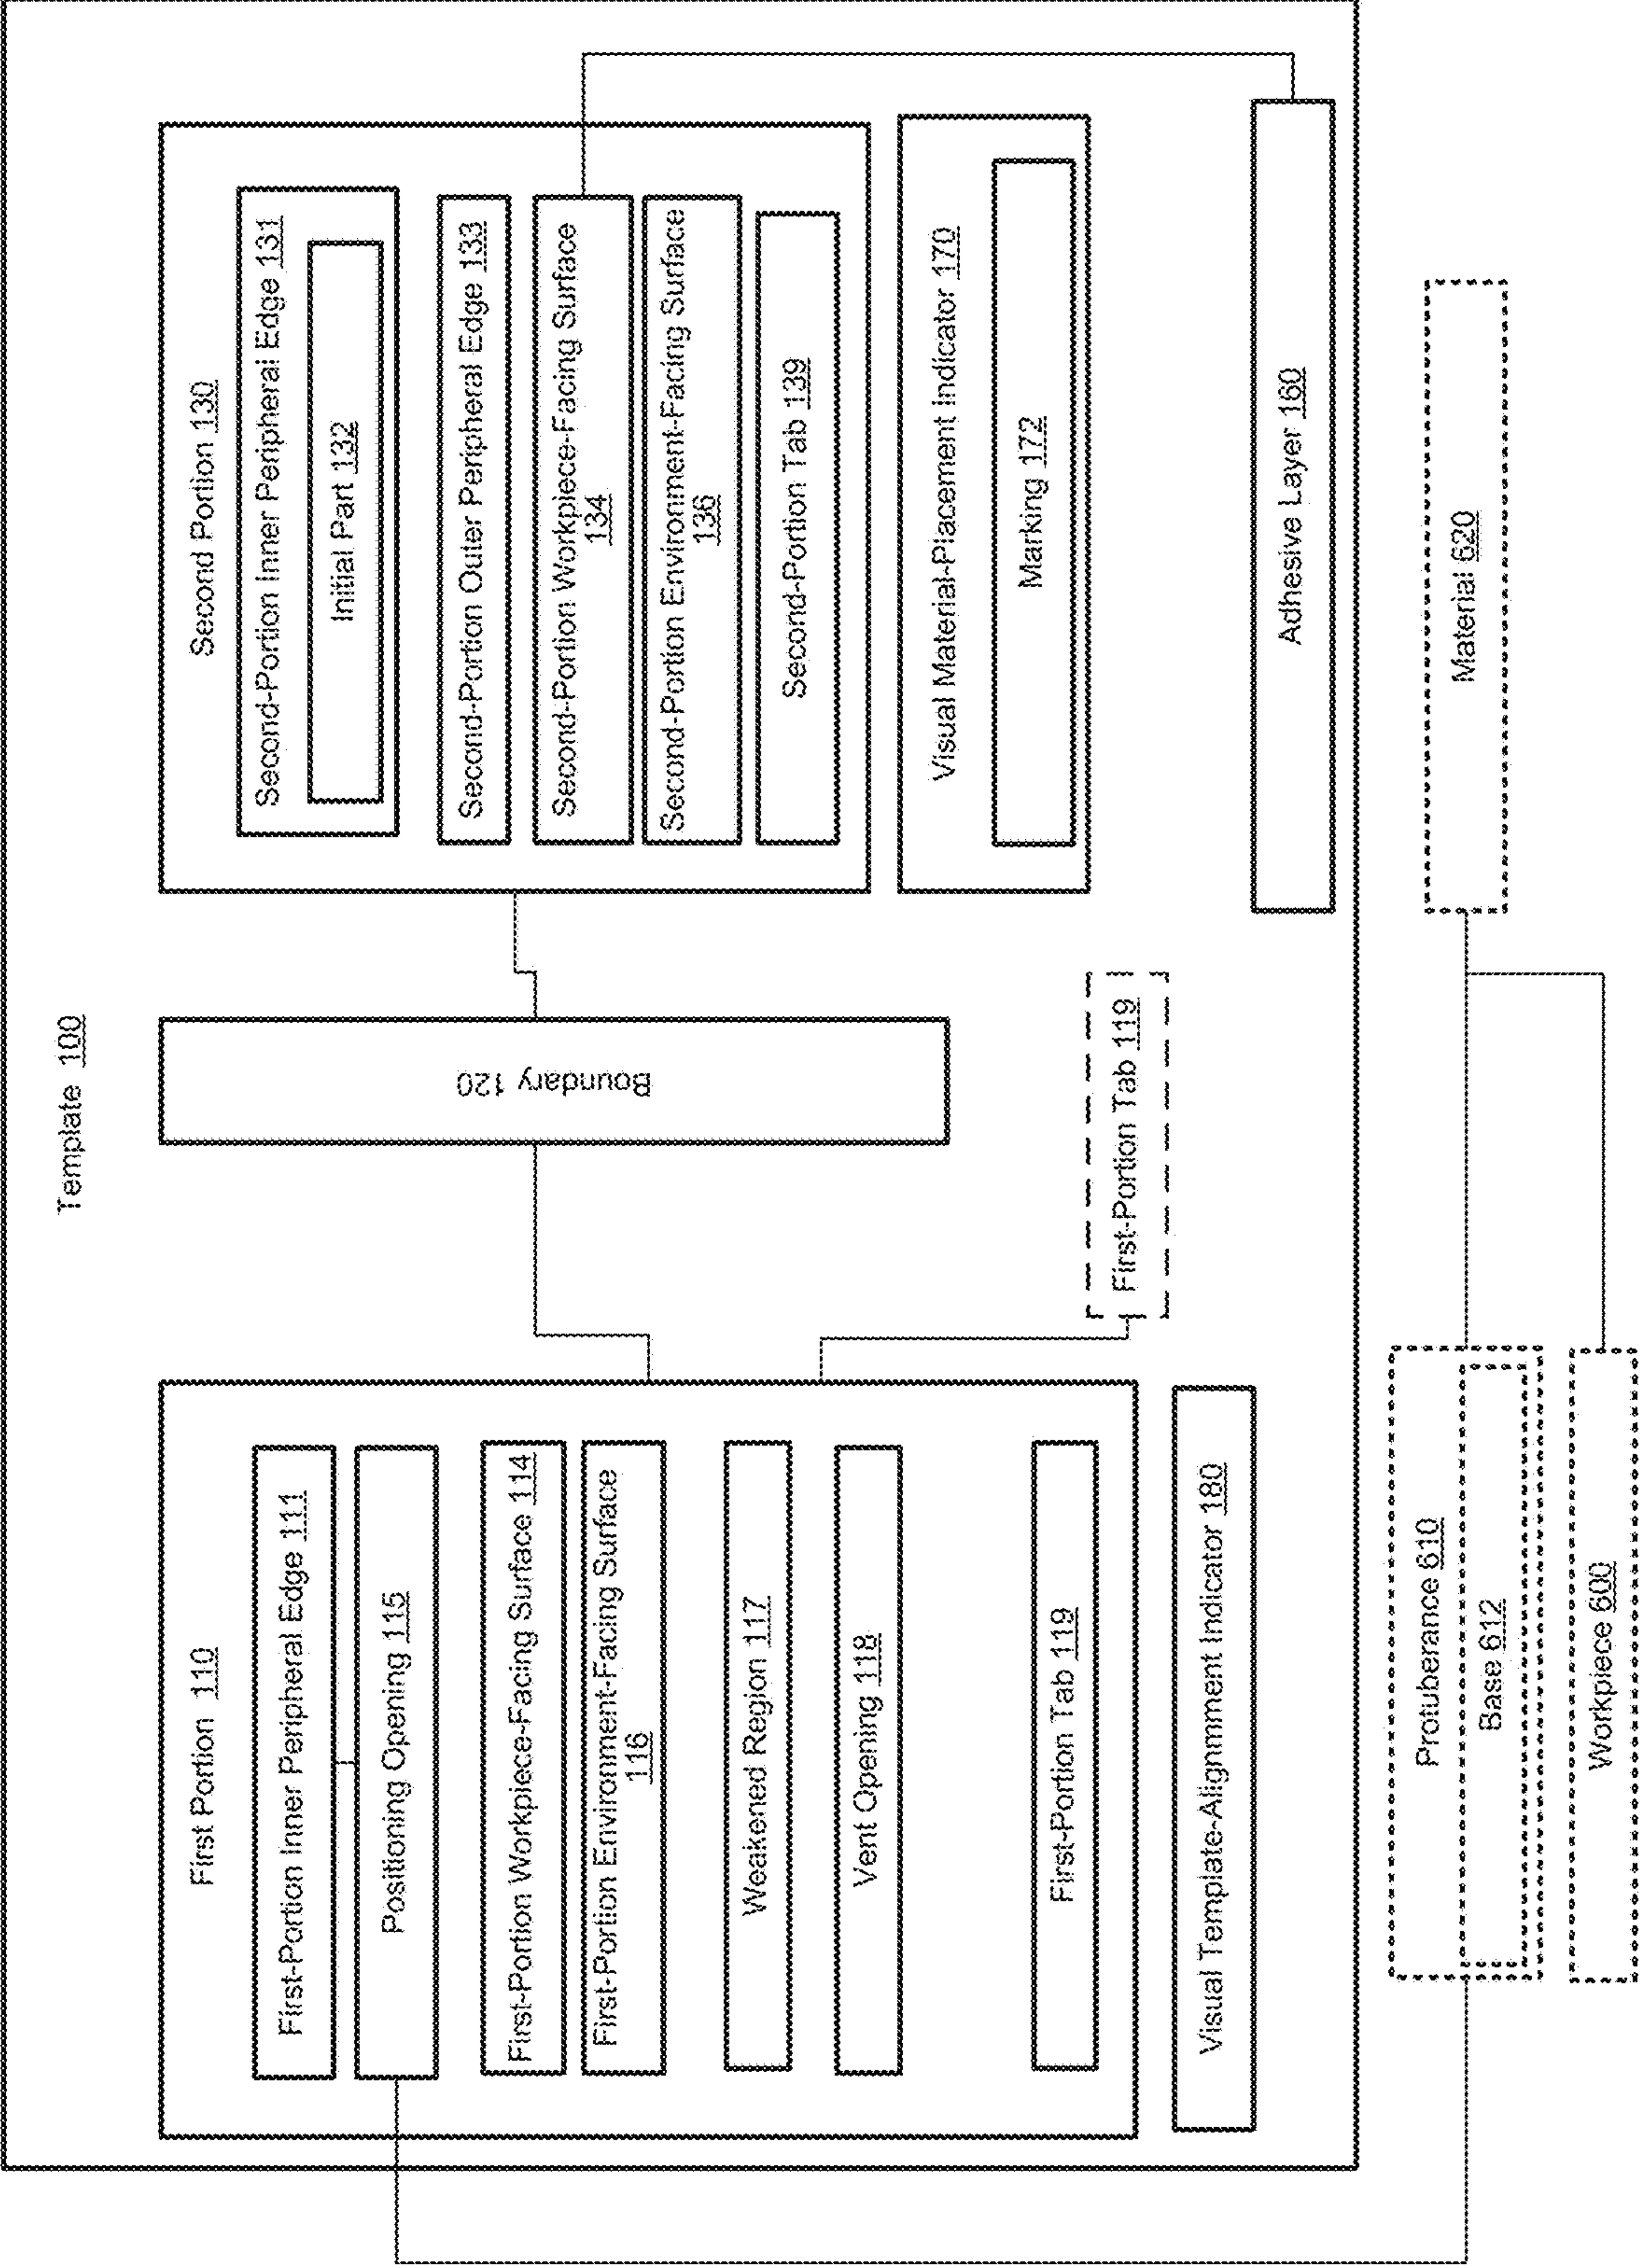 Template 100
First Portion 110
First-Portion Inner Peripheral Edge 111
Positioning Opening 115
First-Portion Workpiece-Facing Surface 114
First-Portion Environment-Facing Surface
116
Weakened Region 117
Vent Opening 118
First-Portion Tab 119
Visual Template-Alignment Indicator 180
Boundary 120
First-Portion Tab 119
Second Portion 130
Second-Portion Inner Peripheral Edge 131
Initial Part 132
Second-Portion Outer Peripheral Edge 133
Second-Portion Workpiece-Facing Surface
134
Second-Portion Environment-Facing Surface
136
Second-Portion Tab 139
Visual Material-Placement Indicator 170
Marking 172
Adhesive Layer 160
Protuberance 610
Base 612
Workpiece 600
Material 620